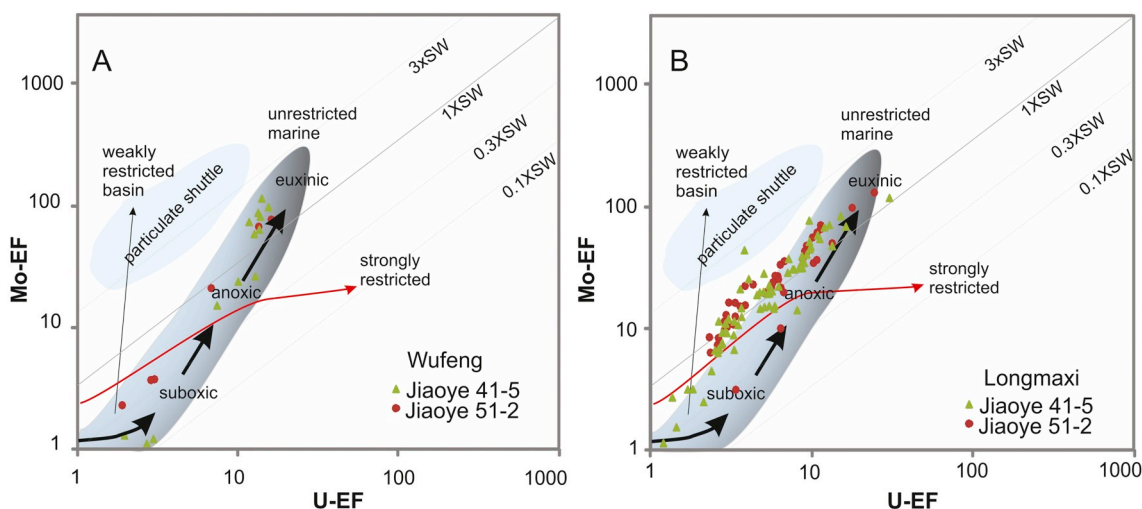 A
1000
100
10
1
Mo-EF
3xSW
1XSW
0.3XSW
0.1XSW
unrestricted
marine
weakly
restricted
basin
particulate shuttle
euxinic
strongly
restricted
anoxic
suboxic
Wufeng
Jiaoye 41-5
Jiaoye 51-2
1
10
100
1000
U-EF
B
1000
100
10
1
Mo-EF
3xSW
1XSW
0.3XSW
0.1XSW
unrestricted
marine
weakly
restricted
basin
particulate shuttle
euxinic
strongly
restricted
anoxic
suboxic
Longmaxi
Jiaoye 41-5
Jiaoye 51-2
1
10
100
1000
U-EF